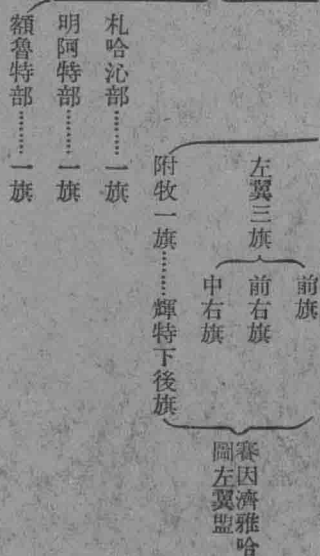 前旗
左翼三旗
前右旗
中右旗
附牧一旗………輝特下後旗
賽因濟雅哈
圖左翼盟
札哈沁部………一旗
明阿特部………一旗
額魯特部………一旗